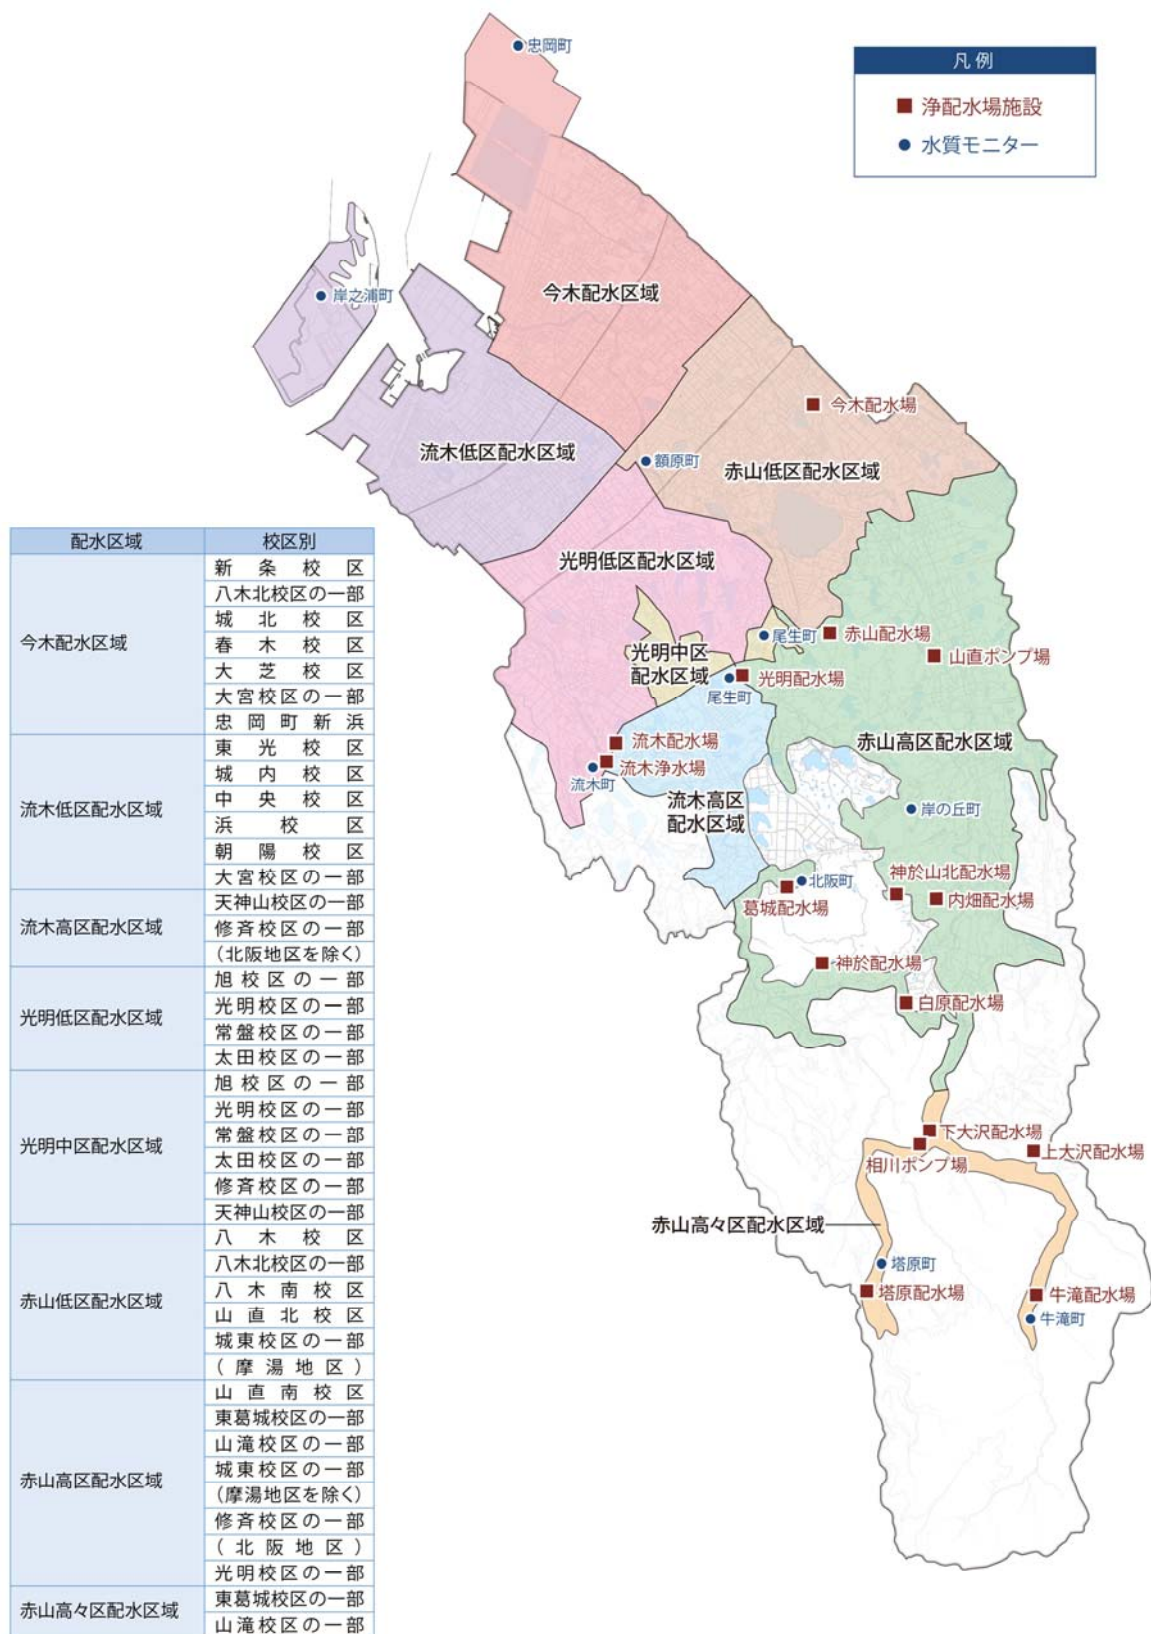 忠岡町
凡例
浄配水場施設
水質モニター
岸之浦町
今木配水区域
今木配水場
流木低区配水区域
額原町
赤山低区配水区域
光明低区配水区域
尾生町
赤山配水場
光明中区
配水区域
山直ポンプ場
光明配水場
尾生町
流木配水場
赤山高区配水区域
流木浄水場
流木町
流木高区
配水区域
岸の丘町
神於山北配水場
北阪町
葛城配水場
内畑配水場
神於配水場
白原配水場
下大沢配水場
上大沢配水場
相川ポンプ場
赤山高々区配水区域
塔原町
塔原配水場
牛滝配水場
牛滝町
配水区域 校区別
今木配水区域
新条校区
八木北校区の一部
城北校区
春木校区
大芝校区
大宮校区の一部
忠岡町新浜
流木低区配水区域
東光校区
城内校区
中央校区
浜校区
朝陽校区
大宮校区の一部
流木高区配水区域
天神山校区の一部
修斉校区の一部
(北阪地区を除く)
光明低区配水区域
旭校区の一部
光明校区の一部
常盤校区の一部
太田校区の一部
光明中区配水区域
旭校区の一部
光明校区の一部
常盤校区の一部
太田校区の一部
修斉校区の一部
天神山校区の一部
赤山低区配水区域
八木校区
八木北校区の一部
八木南校区
山直北校区
城東校区の一部
(摩湯地区)
赤山高区配水区域
山直南校区
東葛城校区の一部
山滝校区の一部
城東校区の一部
(摩湯地区を除く)
修斉校区の一部
(北阪地区)
光明校区の一部
赤山高々区配水区域
東葛城校区の一部
山滝校区の一部